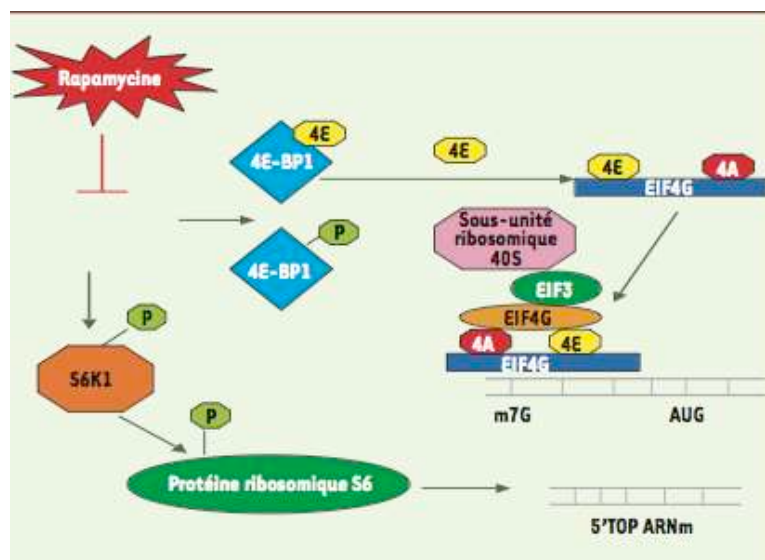 Rapamycine
4E
4E-BP1
4E
4E
4A
EIF4G
P
4E-BP1
Sous-unité
ribosomique
40S
EIF3
EIF4G
4A
4E
EIF4G
m7G
AUG
P
S6K1
P
Protéine ribosomique S6
5'TOP ARNm